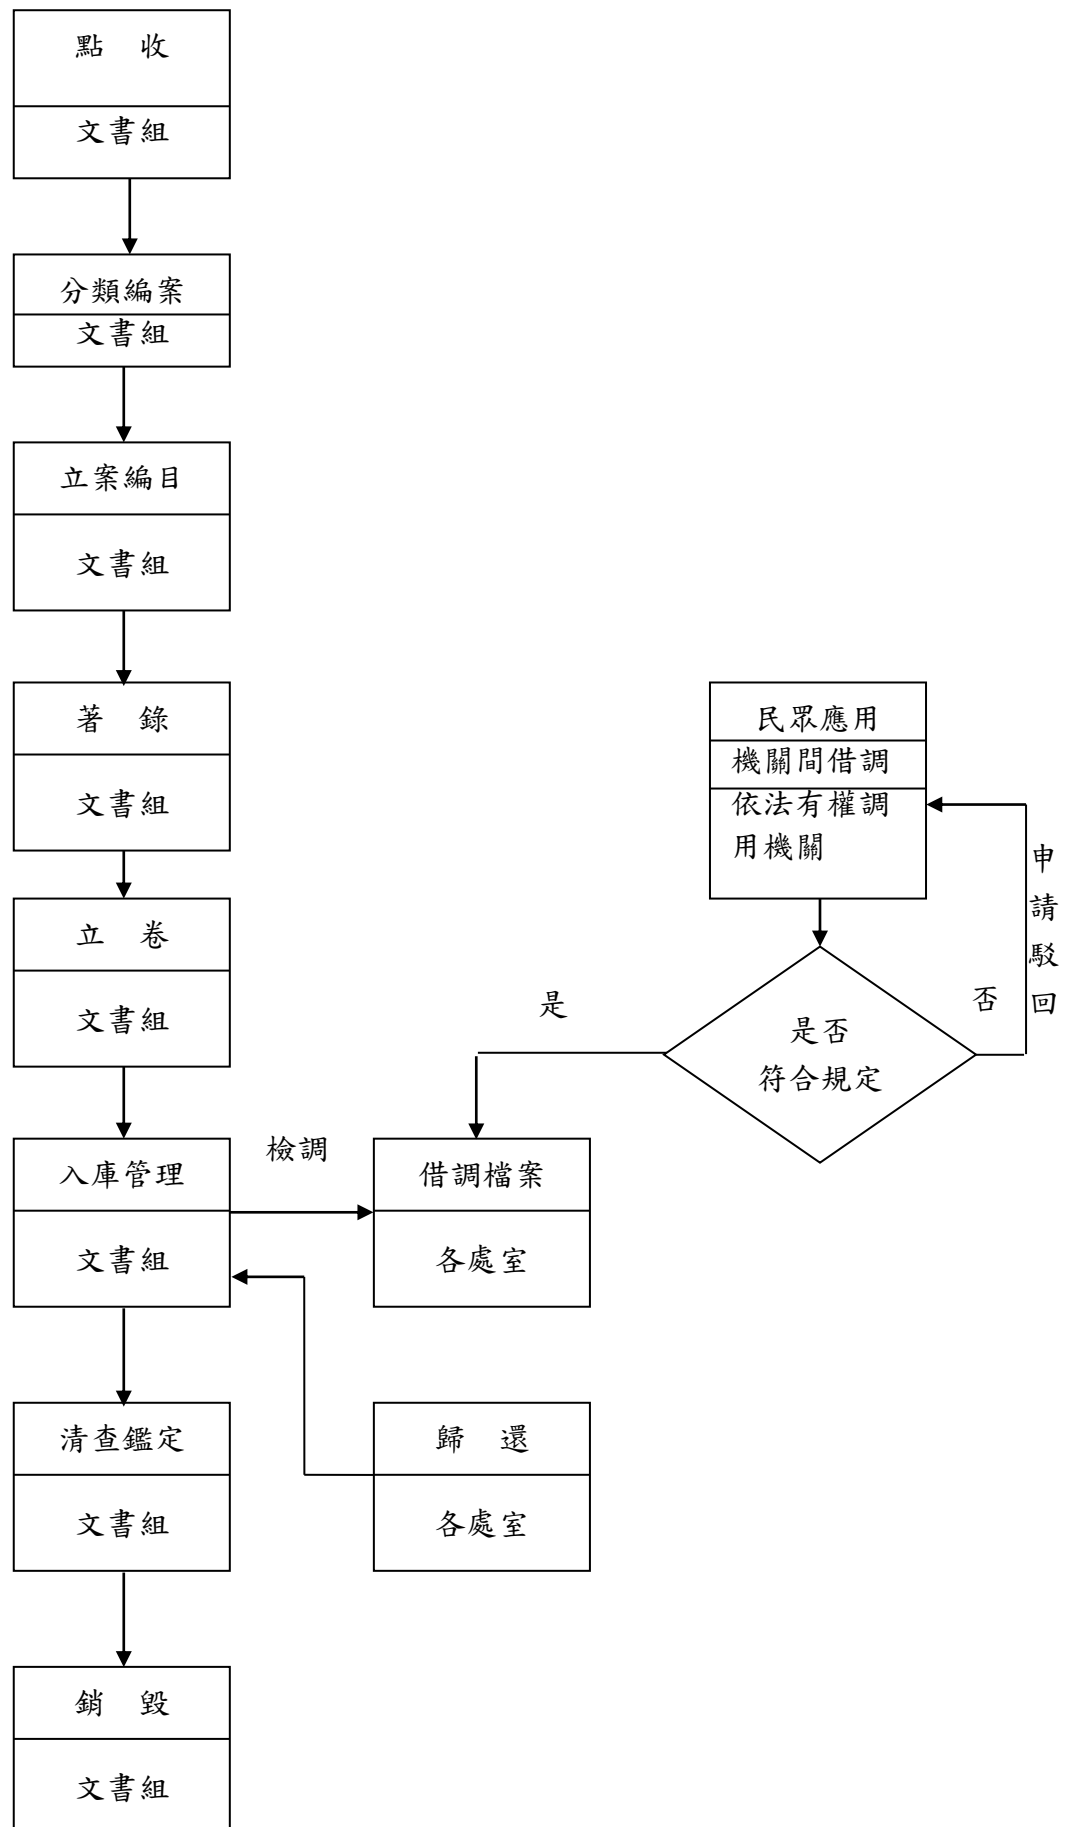 點　收
文書組
分類編案
文書組
立案編目
文書組
著　錄
文書組
立　卷
文書組
入庫管理
文書組
清查鑑定
文書組
銷　毀
文書組
檢調
借調檔案
各處室
歸　還
各處室
民眾應用
機關間借調
依法有權調
用機關
是否
符合規定
是
否
申請駁回